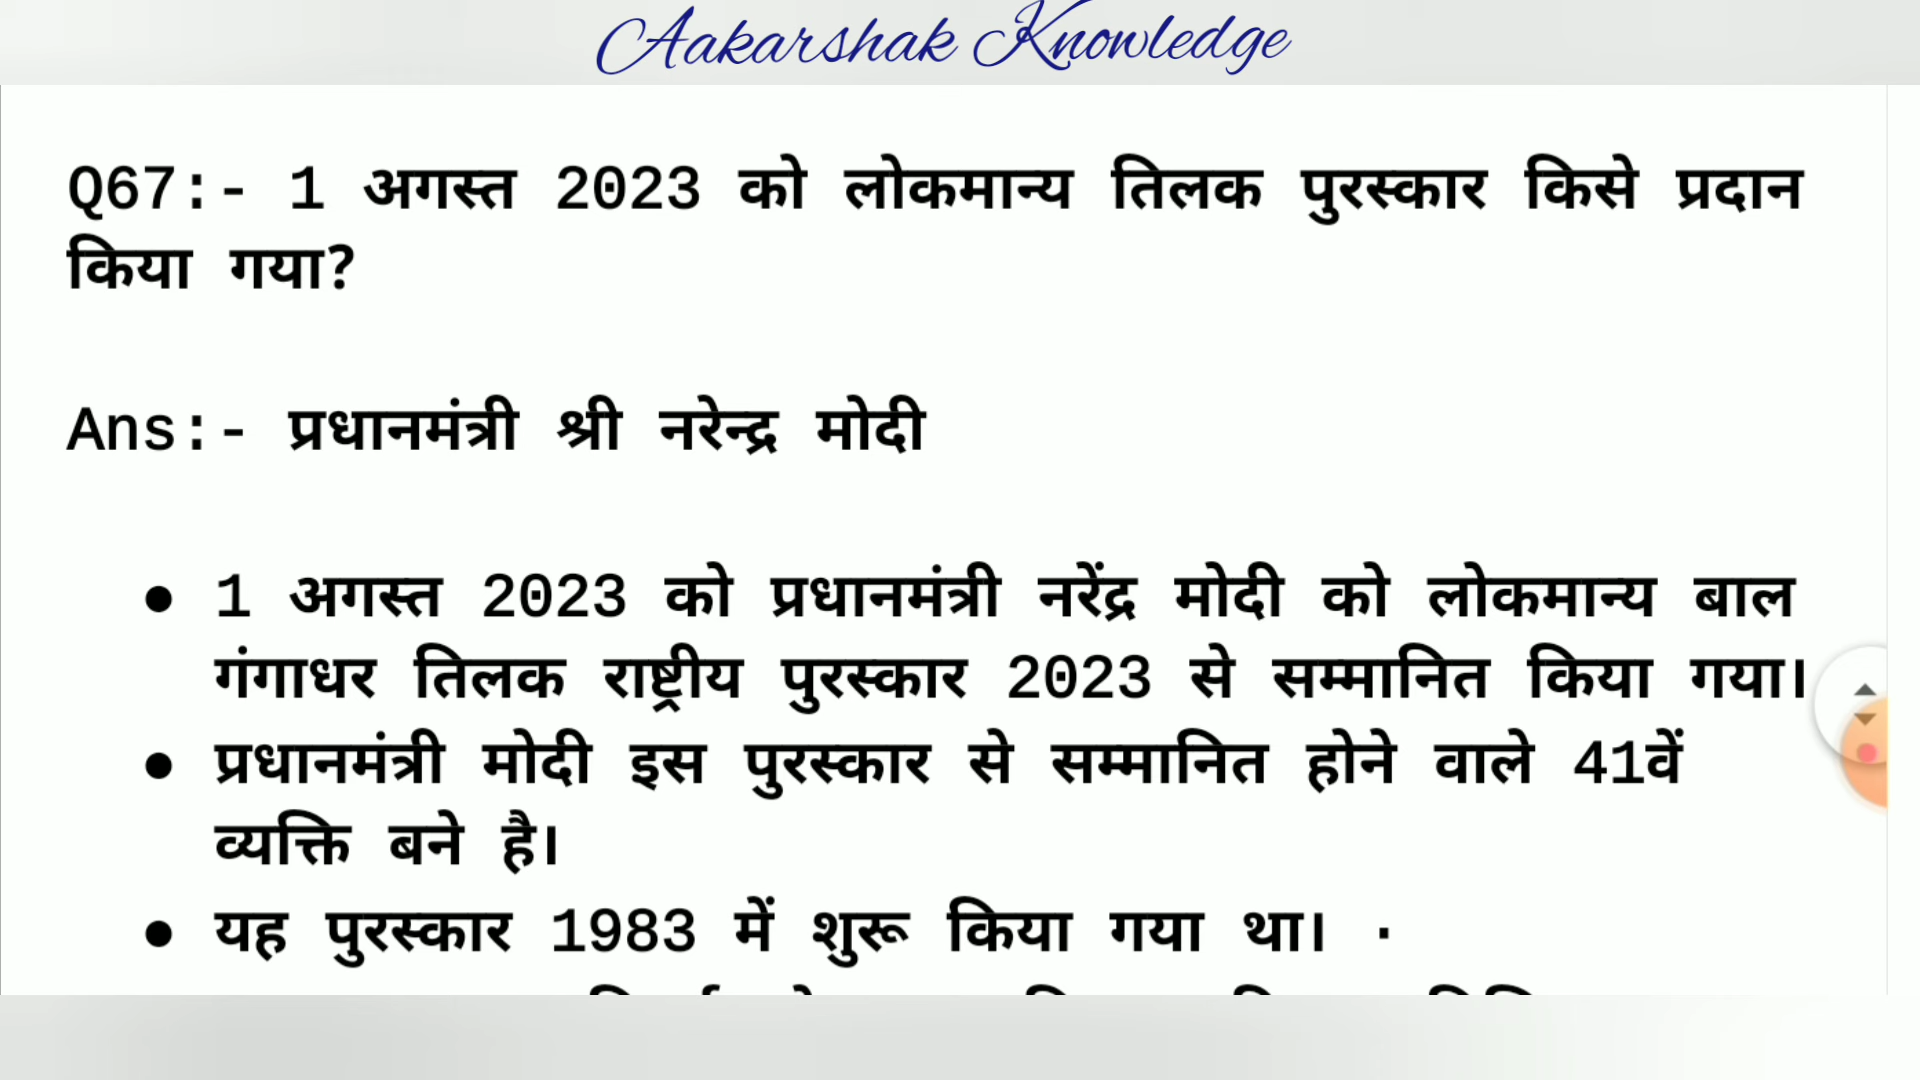 Aakarshak Knowledge
Q67:- 1 अगस्त 2023 को लोकमान्य तिलक पुरस्कार किसे प्रदान
किया गया?
Ans:- प्रधानमंत्री श्री नरेन्द्र मोदी
● 1 अगस्त 2023 को प्रधानमंत्री नरेंद्र मोदी को लोकमान्य बाल
गंगाधर तिलक राष्ट्रीय पुरस्कार 2023 से सम्मानित किया गया।
● प्रधानमंत्री मोदी इस पुरस्कार से सम्मानित होने वाले 41वें
व्यक्ति बने है।
● यह पुरस्कार 1983 में शुरू किया गया था। ·